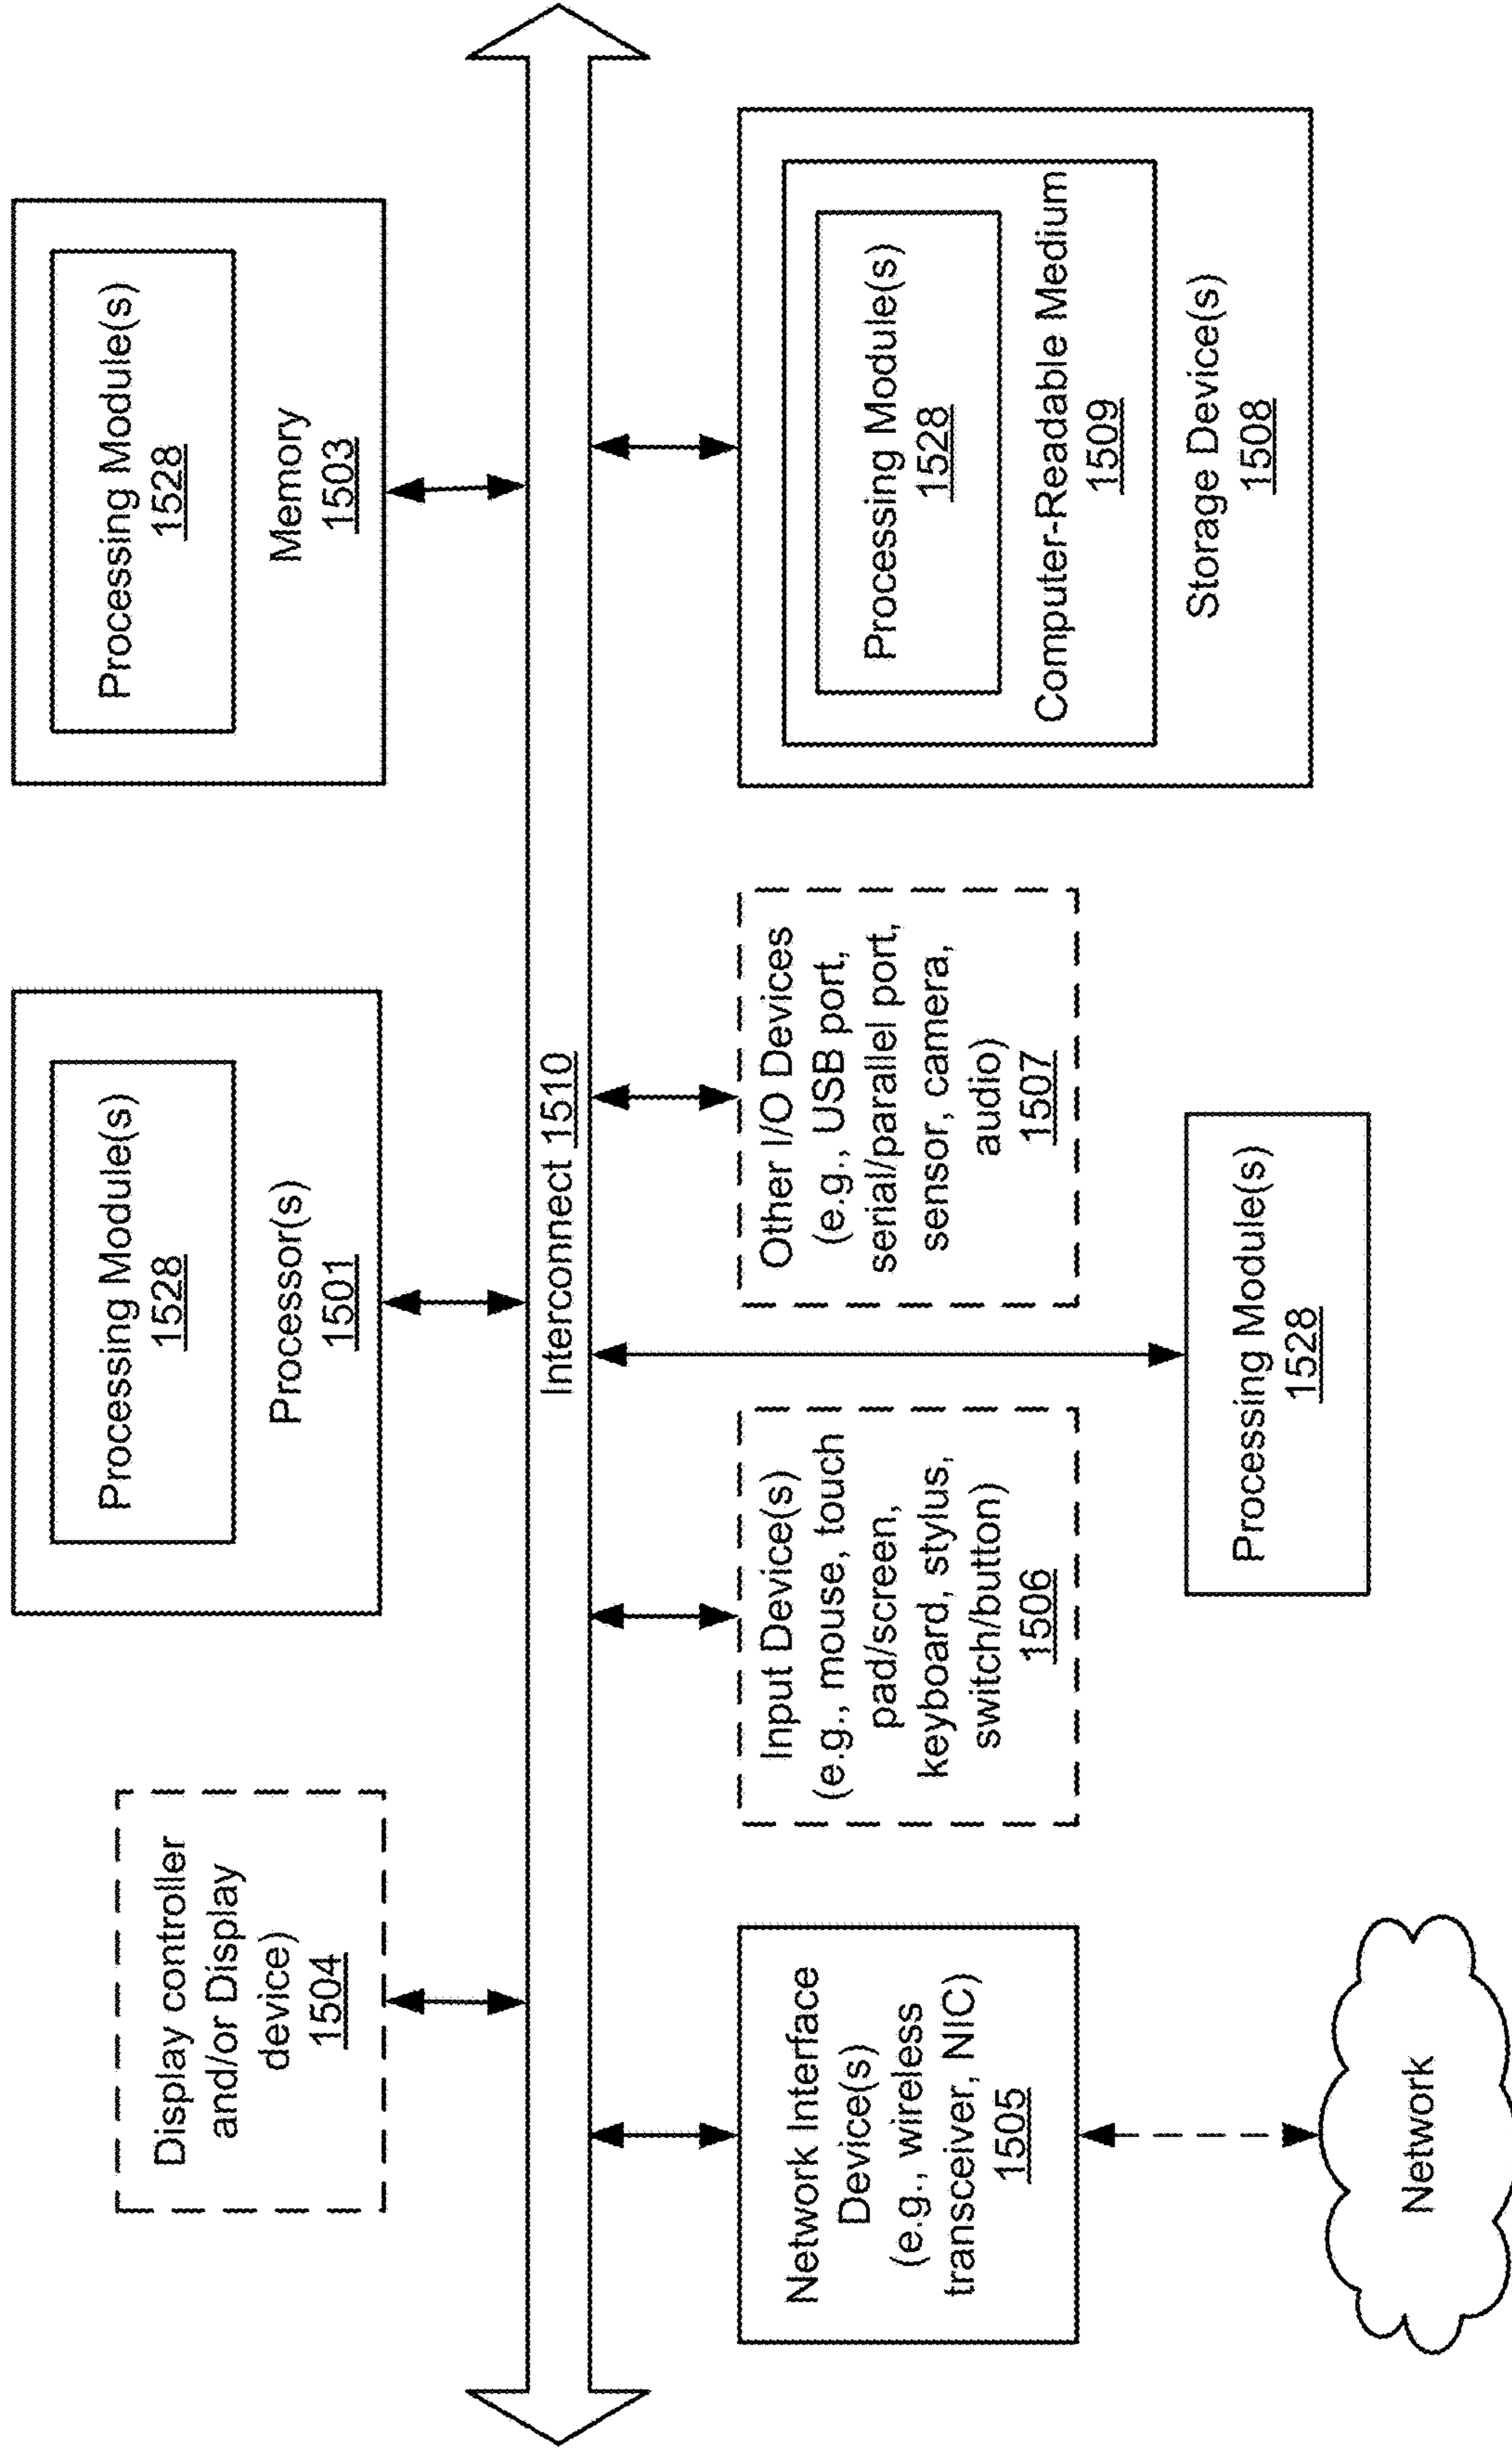 Display controller
and/or Display
device)
1504
Processing Module(s)
1528
Processor(s)
1501
Processing Module(s)
1528
Memory
1503
Interconnect 1510
Network Interface
Device(s)
(e.g., wireless
transceiver, NIC)
1505
Input Device(s)
(e.g., mouse, touch
pad/screen,
keyboard, stylus,
switch/button)
1506
Other I/O Devices
(e.g., USB port,
serial/parallel port,
sensor, camera,
audio)
1507
Processing Module(s)
1528
Computer-Readable Medium
1509
Storage Device(s)
1508
Processing Module(s)
1528
Network